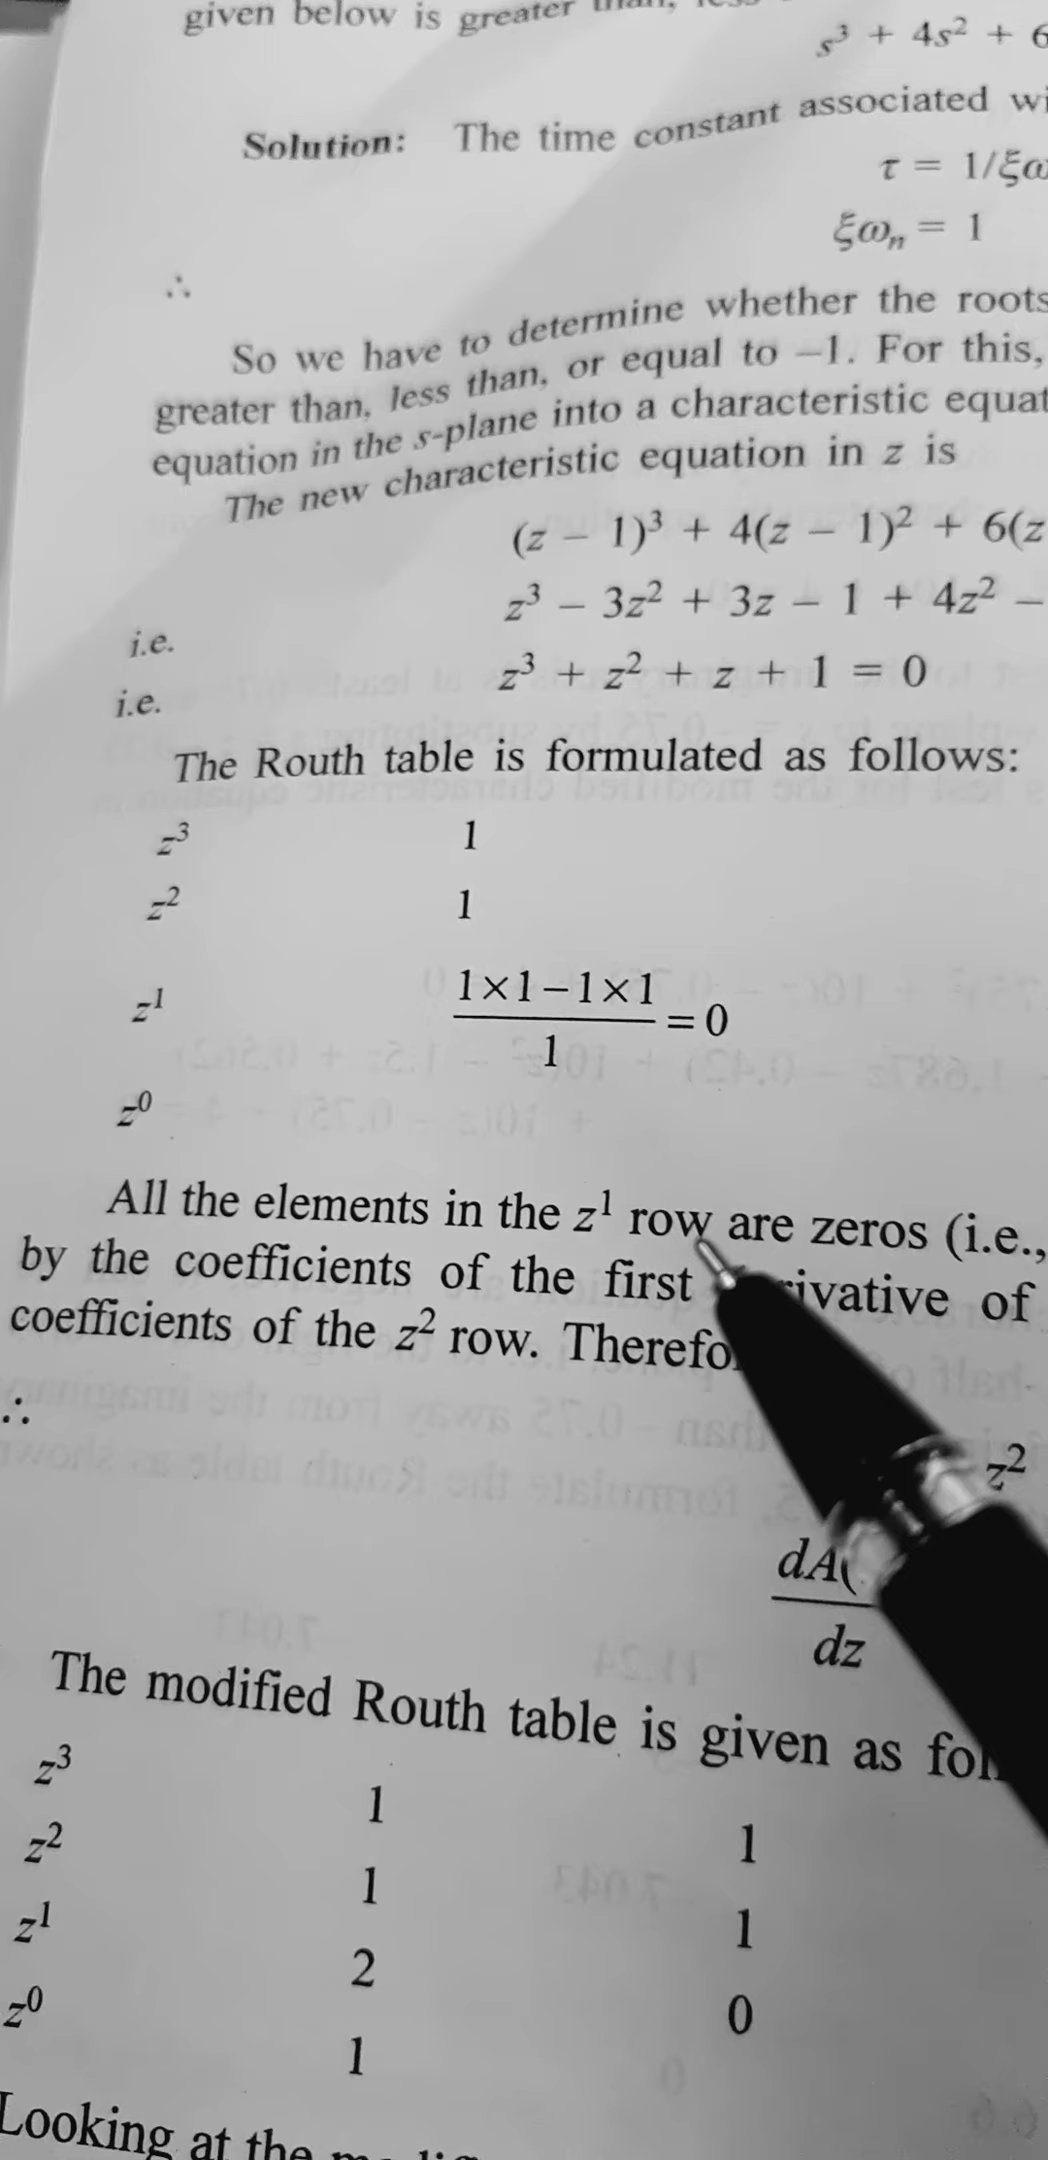 given below is greater than,
s³ + 4s² + 6
Solution: The time constant associated wi
τ = 1/ξω
∴ ξωₙ = 1
So we have to determine whether the roots
greater than, less than, or equal to −1. For this,
equation in the s-plane into a characteristic equat
The new characteristic equation in z is
(z − 1)³ + 4(z − 1)² + 6(z
i.e. z³ − 3z² + 3z − 1 + 4z² −
i.e. z³ + z² + z + 1 = 0
The Routh table is formulated as follows:
z³ 1
z² 1
z¹ (1×1−1×1)/1 = 0
z⁰
All the elements in the z¹ row are zeros (i.e.,
by the coefficients of the first rivative of
coefficients of the z² row. Therefo
∴ z²
dA(
dz
The modified Routh table is given as fol
z³ 1 1
z² 1 1
z¹ 2 0
z⁰ 1
Looking at the